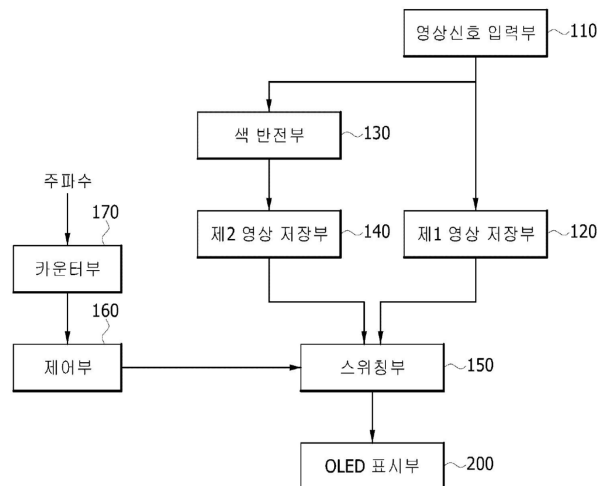 영상신호 입력부 110
색 반전부 130
주파수
170
제2 영상 저장부 140
제1 영상 저장부 120
카운터부
160
제어부
스위칭부 150
OLED 표시부 200